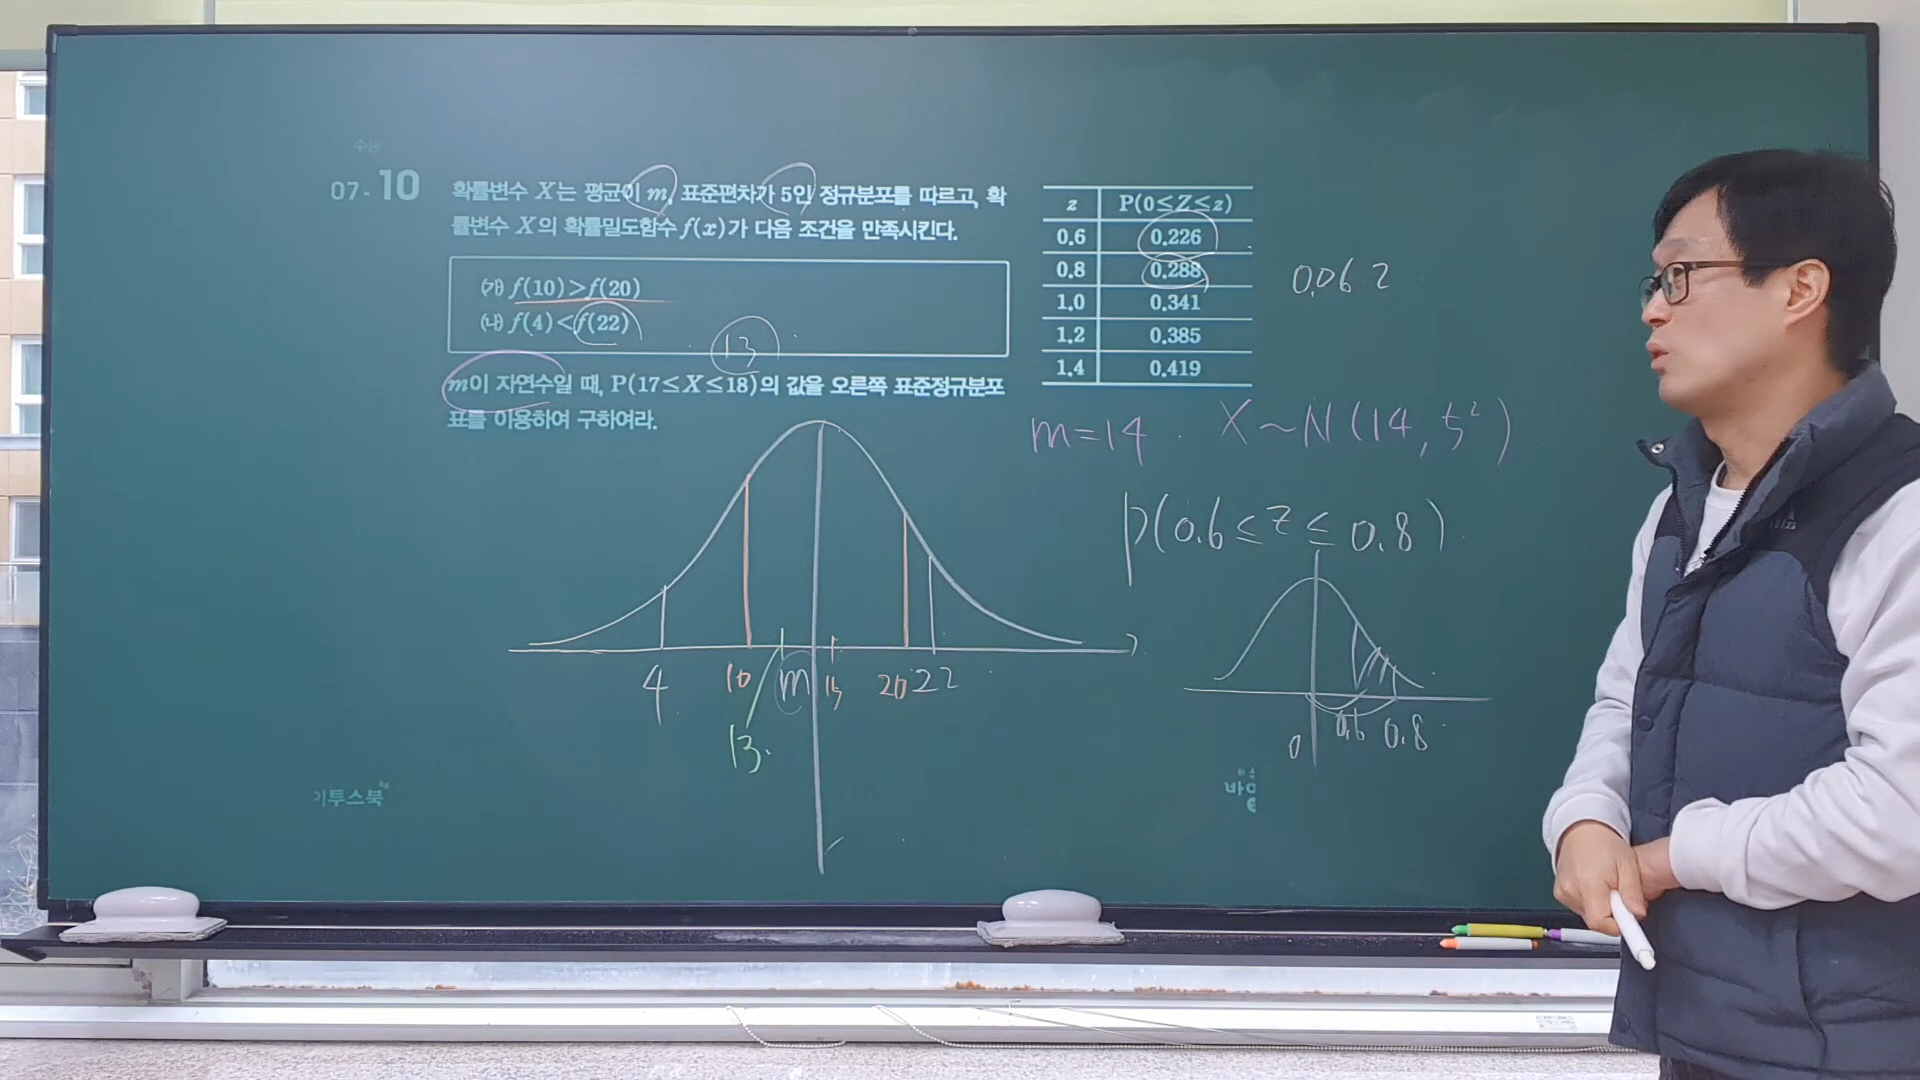 수능
07-10
확률변수 X는 평균이 m, 표준편차가 5인 정규분포를 따르고, 확
률변수 X의 확률밀도함수 f(x)가 다음 조건을 만족시킨다.
㈎ f(10)>f(20)
㈏ f(4)<f(22)
13
m이 자연수일 때, P(17≤X≤18)의 값을 오른쪽 표준정규분포
표를 이용하여 구하여라.
z P(0≤Z≤z)
0.6 0.226
0.8 0.288
1.0 0.341
1.2 0.385
1.4 0.419
0.062
m=14 X~N(14, 5²)
P(0.6≤Z≤0.8)
4 10 m 15 20 22
13
0 0.6 0.8
이투스북